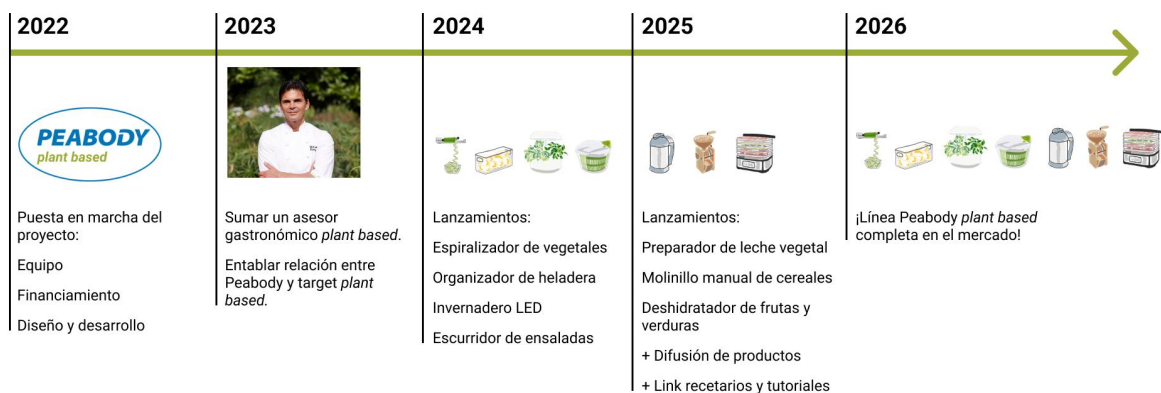 2022
PEABODY
plant based
Puesta en marcha del
proyecto:
Equipo
Financiamiento
Diseño y desarrollo
2023
Sumar un asesor
gastronómico plant based.
Entablar relación entre
Peabody y target plant
based.
2024
Lanzamientos:
Espiralizador de vegetales
Organizador de heladera
Invernadero LED
Escurridor de ensaladas
2025
Lanzamientos:
Preparador de leche vegetal
Molinillo manual de cereales
Deshidratador de frutas y
verduras
+ Difusión de productos
+ Link recetarios y tutoriales
2026
¡Línea Peabody plant based
completa en el mercado!